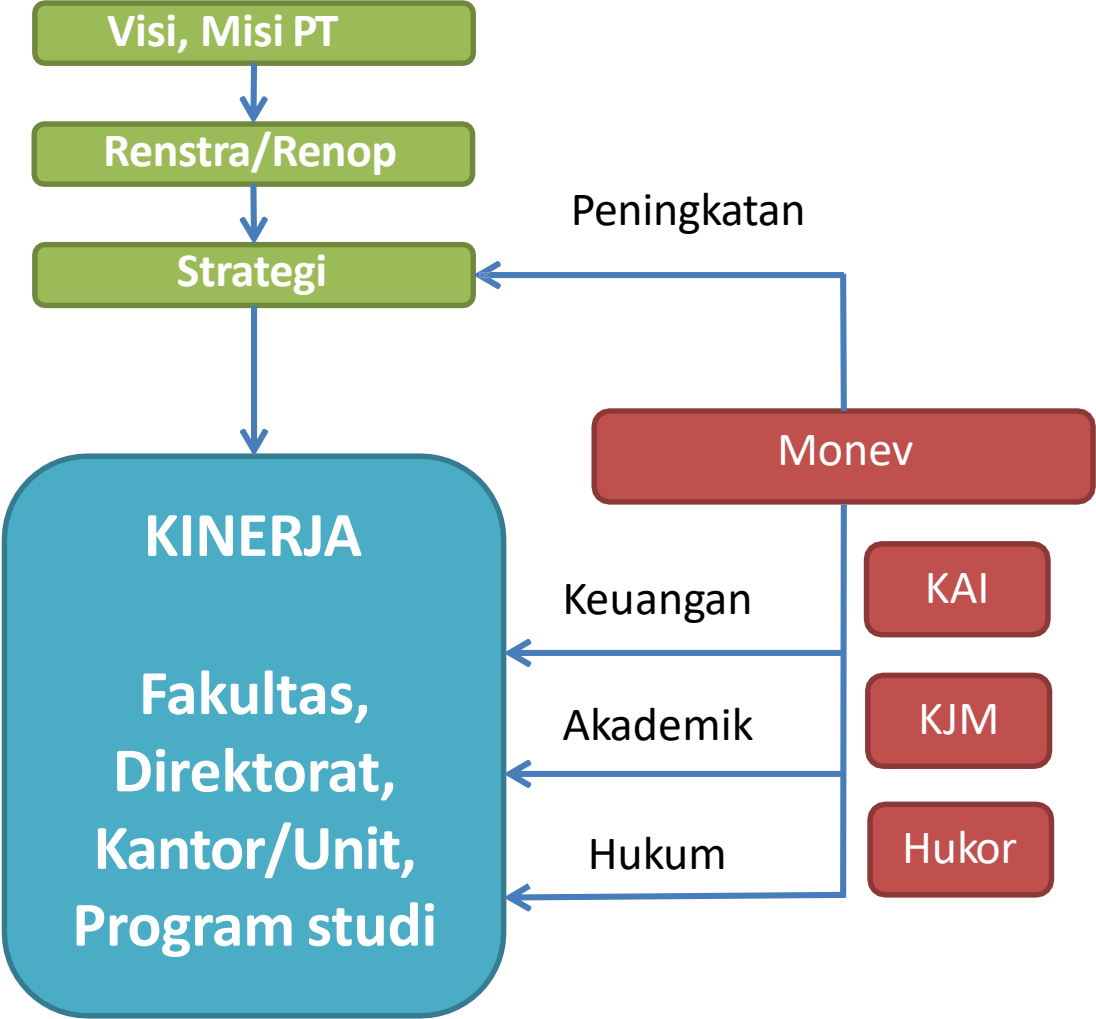 Visi, Misi PT
Renstra/Renop
Peningkatan
Strategi
Monev
KINERJA
KAI
Keuangan
Fakultas,
KJM
Akademik
Direktorat,
Hukor
Hukum
Kantor/Unit,
Program studi